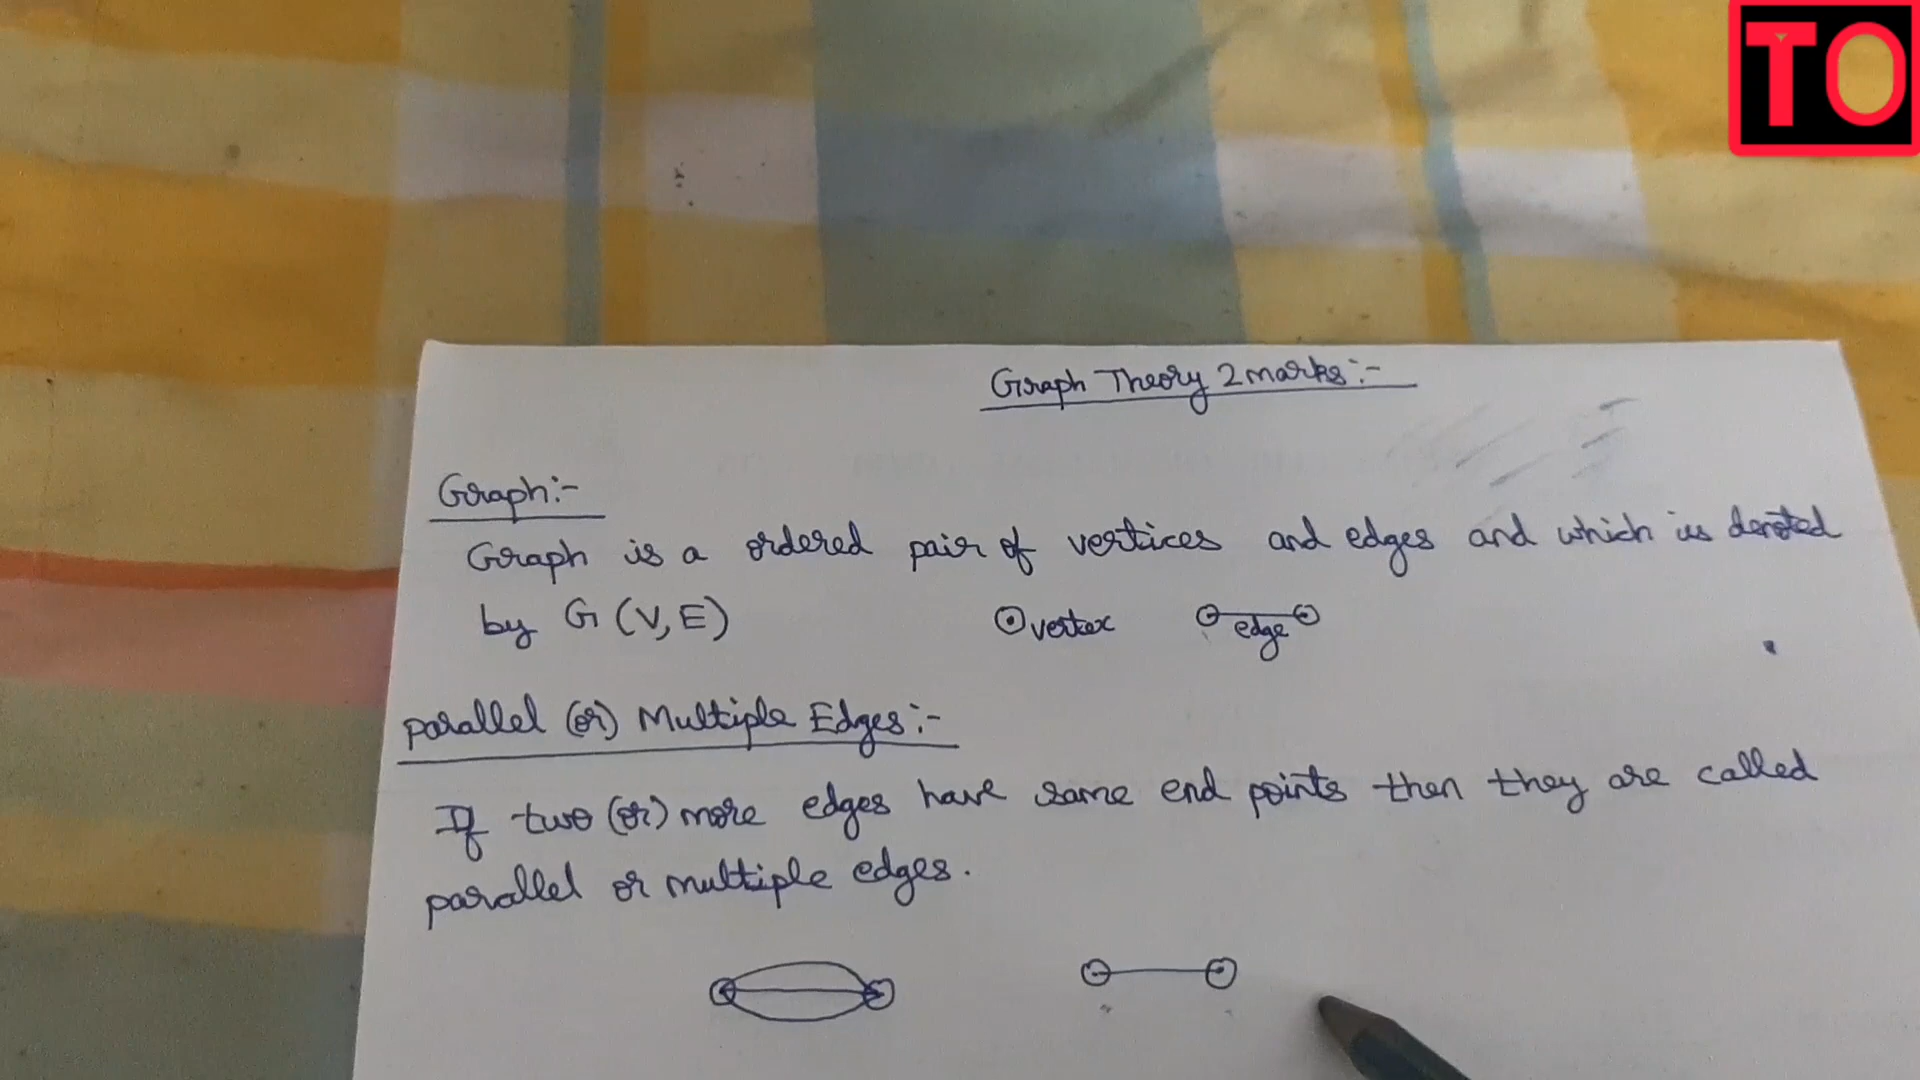 TO
Graph Theory 2marks:-
Graph:-
Graph is a ordered pair of vertices and edges and which is denoted
by G (V, E) vertex edge
parallel (or) Multiple Edges:-
If two (or) more edges have same end points then they are called
parallel or multiple edges.